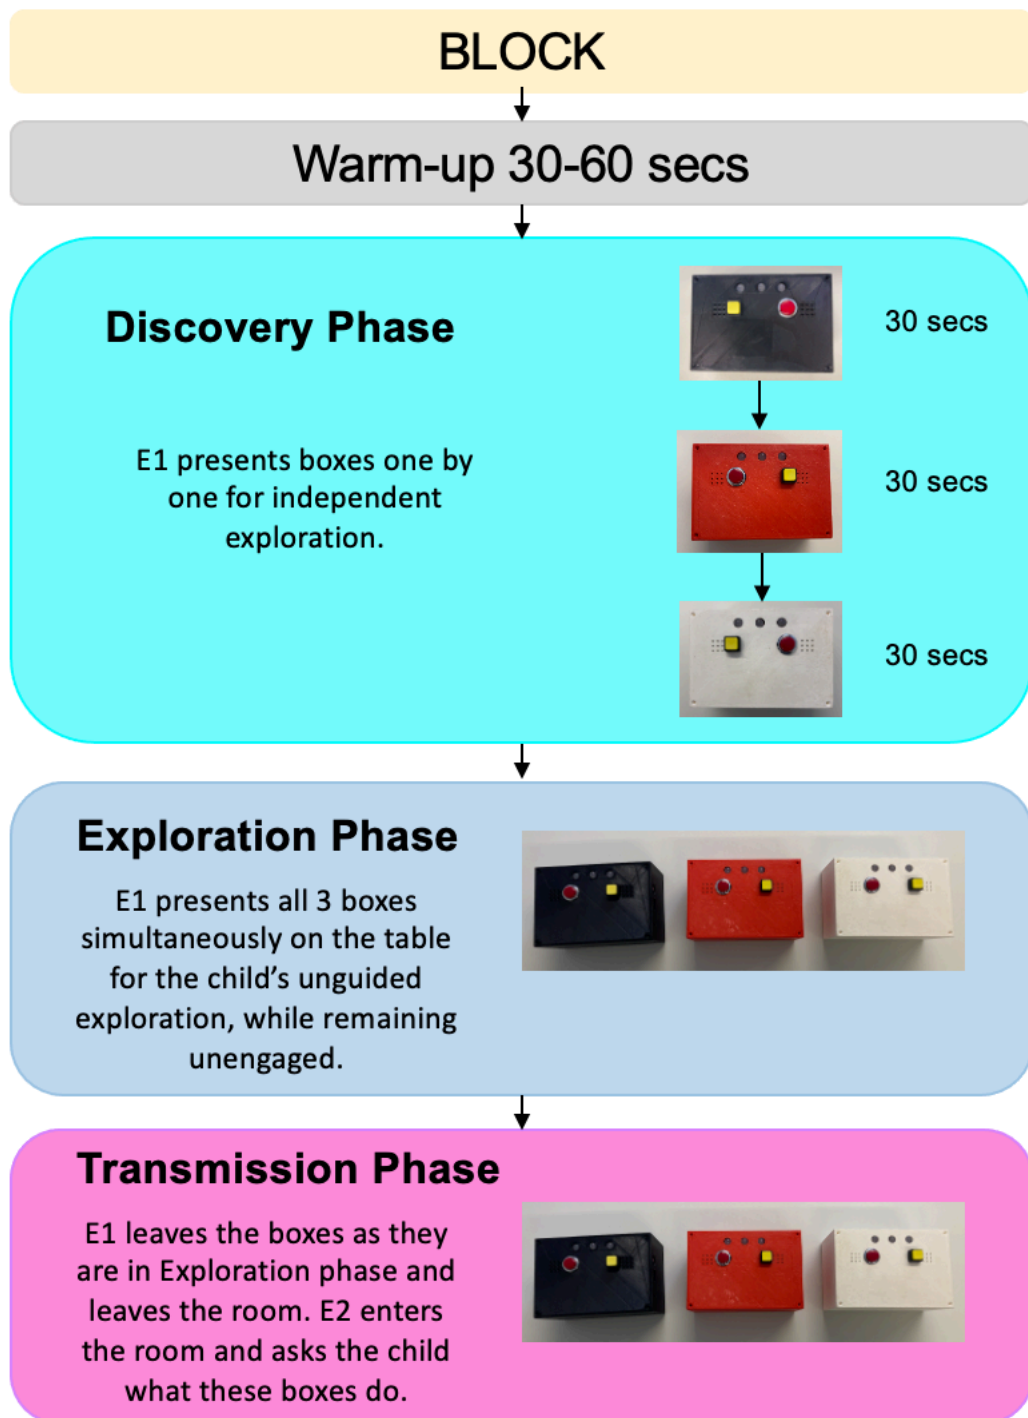 BLOCK
Warm-up 30-60 secs
Discovery Phase
E1 presents boxes one by
one for independent
exploration.
30 secs
30 secs
30 secs
Exploration Phase
E1 presents all 3 boxes
simultaneously on the table
for the child’s unguided
exploration, while remaining
unengaged.
Transmission Phase
E1 leaves the boxes as they
are in Exploration phase and
leaves the room. E2 enters
the room and asks the child
what these boxes do.